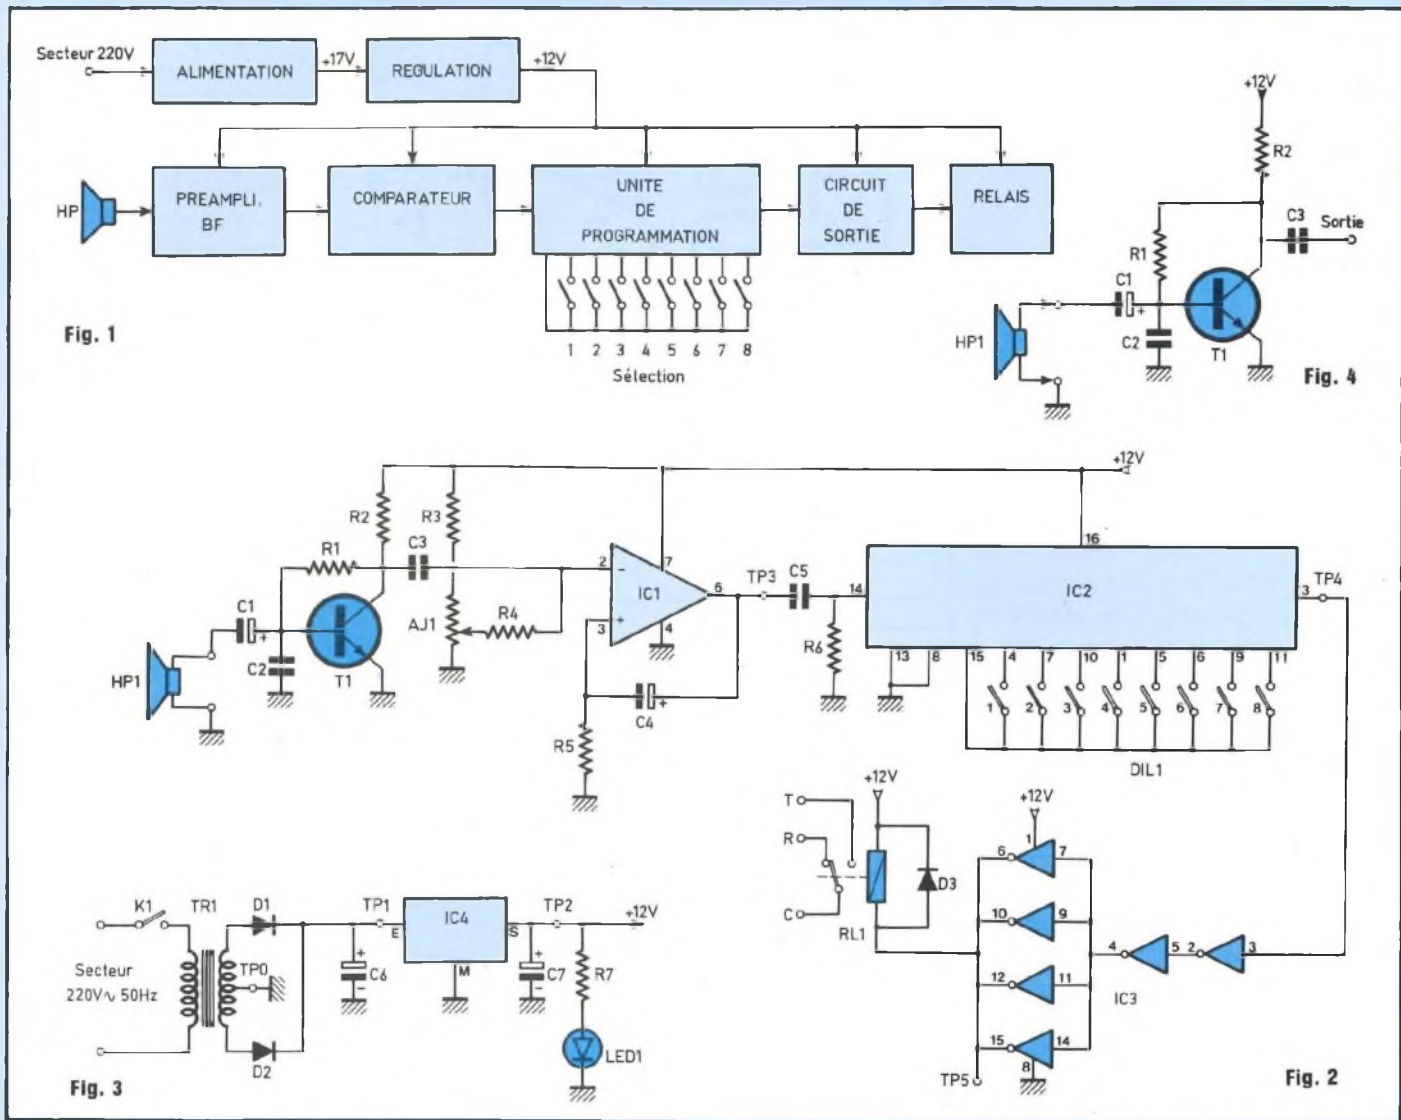 Secteur 220V
ALIMENTATION
+17V
REGULATION
+12V
HP
PREAMPLI. BF
COMPARATEUR
UNITE DE PROGRAMMATION
CIRCUIT DE SORTIE
RELAIS
1 2 3 4 5 6 7 8
Sélection
Fig. 1
+12V
R2
C3
Sortie
R1
C1
+
HP1
C2
T1
Fig. 4
+12V
R2
R3
R1
C3
C1
+
C2
HP1
T1
AJ1
R4
2
-
7
IC1
6
3
+
4
TP3
C5
C4
+
R5
R6
14
16
IC2
3
TP4
13
8
15
4
7
10
1
5
6
9
11
1 2 3 4 5 6 7 8
DIL1
T
R
C
+12V
RL1
D3
+12V
1
6
7
10
9
12
11
15
14
8
TP5
4
5
2
3
IC3
Fig. 2
K1
TR1
D1
TP1
E
IC4
S
M
TP2
+12V
Secteur
220V~ 50Hz
TP0
D2
+
C6
-
+
C7
-
R7
LED1
Fig. 3